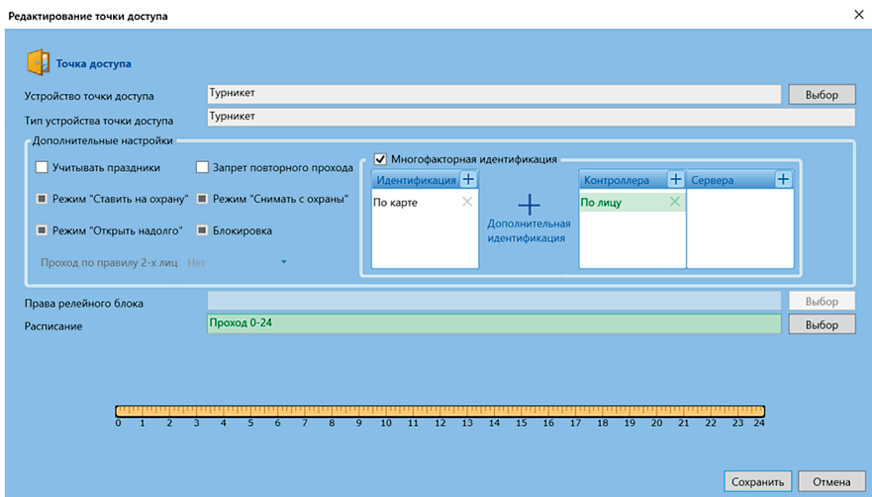 Редактирование точки доступа
Точка доступа
Устройство точки доступа Турникет Выбор
Тип устройства точки доступа Турникет
Дополнительные настройки
Учитывать праздники Запрет повторного прохода
Режим "Ставить на охрану" Режим "Снимать с охраны"
Режим "Открыть надолго" Блокировка
Проход по правилу 2-х лиц Нет
Многофакторная идентификация
Идентификация Контроллера Сервера
По карте По лицу
Дополнительная
идентификация
Права релейного блока Выбор
Расписание Проход 0-24 Выбор
0 1 2 3 4 5 6 7 8 9 10 11 12 13 14 15 16 17 18 19 20 21 22 23 24
Сохранить Отмена